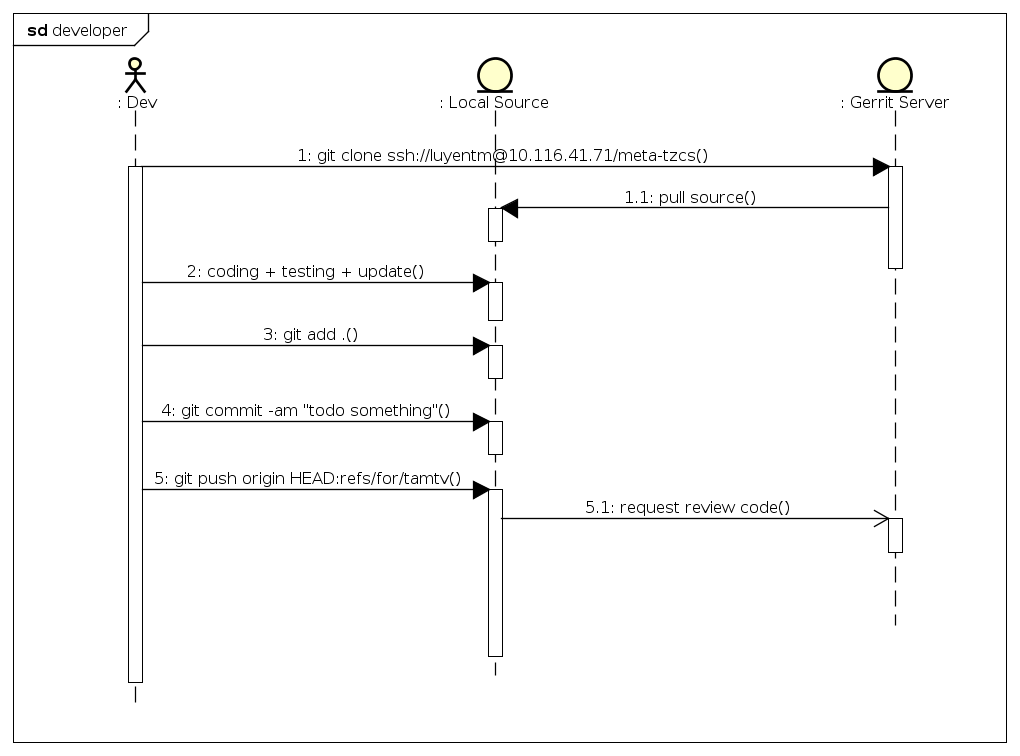 sd developer
: Dev
: Local Source
: Gerrit Server
1: git clone ssh://luyentm@10.116.41.71/meta-tzcs()
1.1: pull source()
2: coding + testing + update()
3: git add .()
4: git commit -am "todo something"()
5: git push origin HEAD:refs/for/tamtv()
5.1: request review code()